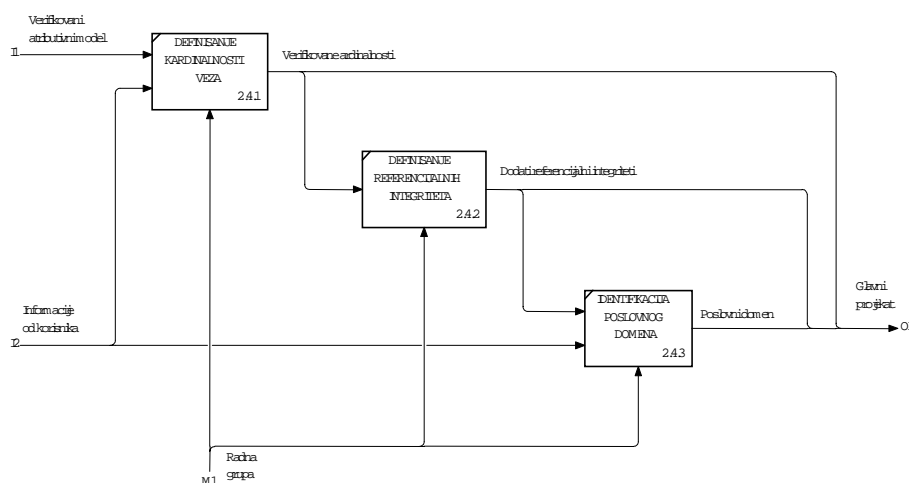 Verifikovani
atributivni model
I1
DEFINISANJE
KARDINALNOSTI
VEZA
2.4.1
Verifikovane ardinalnosti
DEFINISANJE
REFERENCIJALNIH
INTEGRITETA
2.4.2
Dodati referencijalni integriteti
Informacije
od korisnika
I2
IDENTIFIKACIJA
POSLOVNOG
DOMENA
2.4.3
Poslovni domen
Glavni
projekat
O1
Radna
grupa
M1